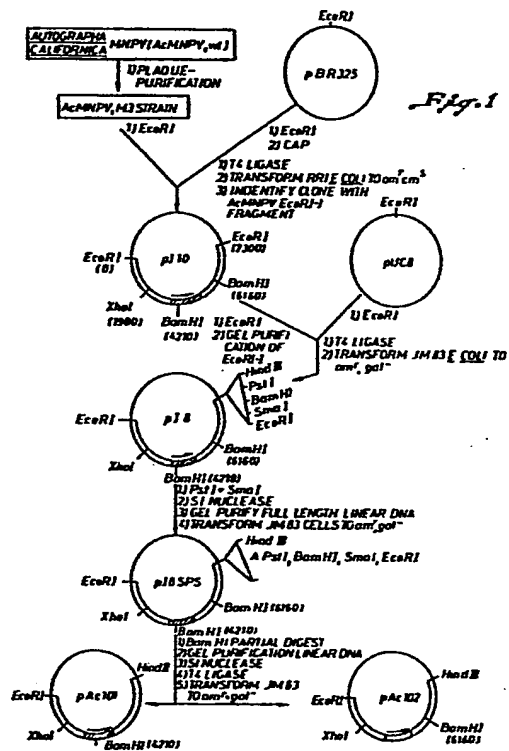 AUTOGRAPHA
CALIFORNICA MNPV (AcMNPV, wt)
1) PLAQUE-
PURIFICATION
AcMNPV, M3 STRAIN
1) EcoRI
EcoRI
pBR325
Fig. 1
1) EcoRI
2) CAP
1) T4 LIGASE
2) TRANSFORM RRIE COLI TO
3) INDENTIFY CLONE WITH
AcMNPV EcoRI-I
FRAGMENT
EcoRI
(7300)
EcoRI
(0)
pI10
BamHI
(6160)
XhoI
(1900)
BamHI
(4210)
1) EcoRI
2) GEL PURIFI
CATION OF
EcoRI-I
EcoRI
pUC8
1) EcoRI
1) T4 LIGASE
2) TRANSFORM JM83 E COLI TO
amr, gal-
Hind III
PstI
BamHI
SmaI
EcoRI
EcoRI
pI8
XhoI
BamHI
(6160)
BamHI (4210)
1) PstI + SmaI
2) SI NUCLEASE
3) GEL PURIFY FULL LENGTH LINEAR DNA
4) TRANSFORM JM83 CELLS TO amr, gal-
Hind III
Δ PstI, BamHI, SmaI, EcoRI
EcoRI
pI8SPS
XhoI
BamHI (6160)
BamHI (4210)
1) BamHI PARTIAL DIGEST
2) GEL PURIFICATION LINEAR DNA
3) SI NUCLEASE
4) T4 LIGASE
5) TRANSFORM JM83
TO amr, gal-
Hind III
EcoRI
pAc101
XhoI
BamHI (4210)
Hind III
EcoRI
pAc102
XhoI
BamHI
(6160)